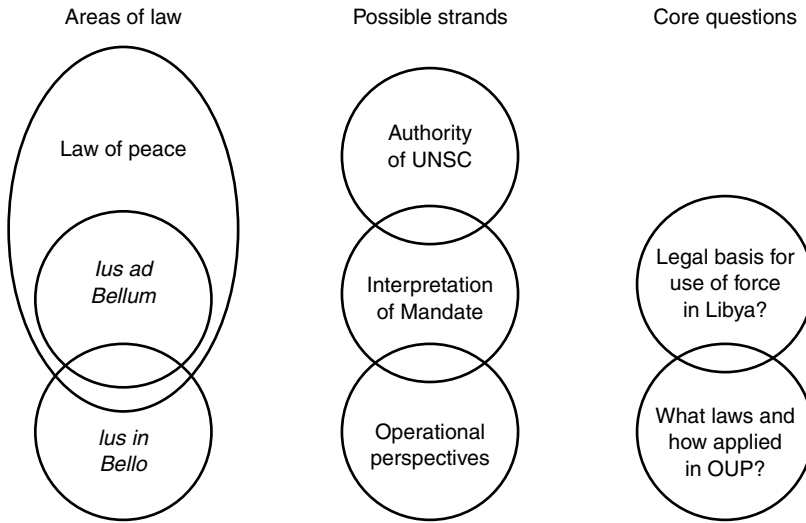 Areas of law
Possible strands
Core questions
Law of peace
Ius ad
Bellum
Ius in
Bello
Authority
of UNSC
Interpretation
of Mandate
Operational
perspectives
Legal basis for
use of force
in Libya?
What laws and
how applied
in OUP?